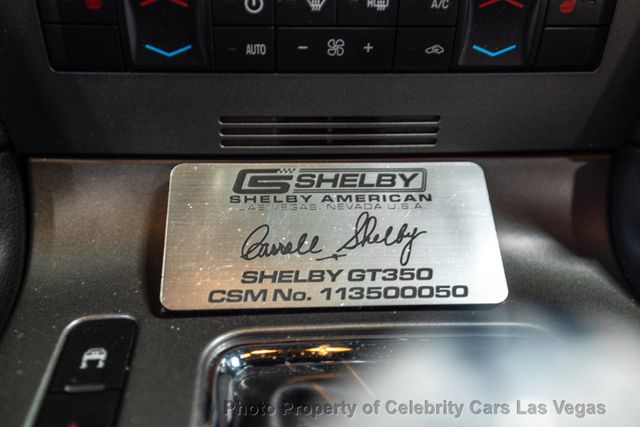 A/C
AUTO
- +
CS SHELBY
SHELBY AMERICAN
LAS VEGAS, NEVADA U.S.A.
Carroll Shelby
SHELBY GT350
CSM No. 113500050
Photo Property of Celebrity Cars Las Vegas